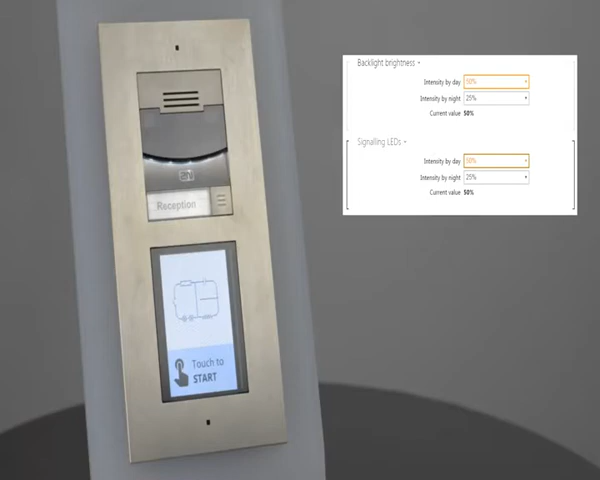 Backlight brightness
Intensity by day 50%
Intensity by night 25%
Current value 50%
Signalling LEDs
Intensity by day 50%
Intensity by night 25%
Current value 50%
2N
Reception
Touch to
START